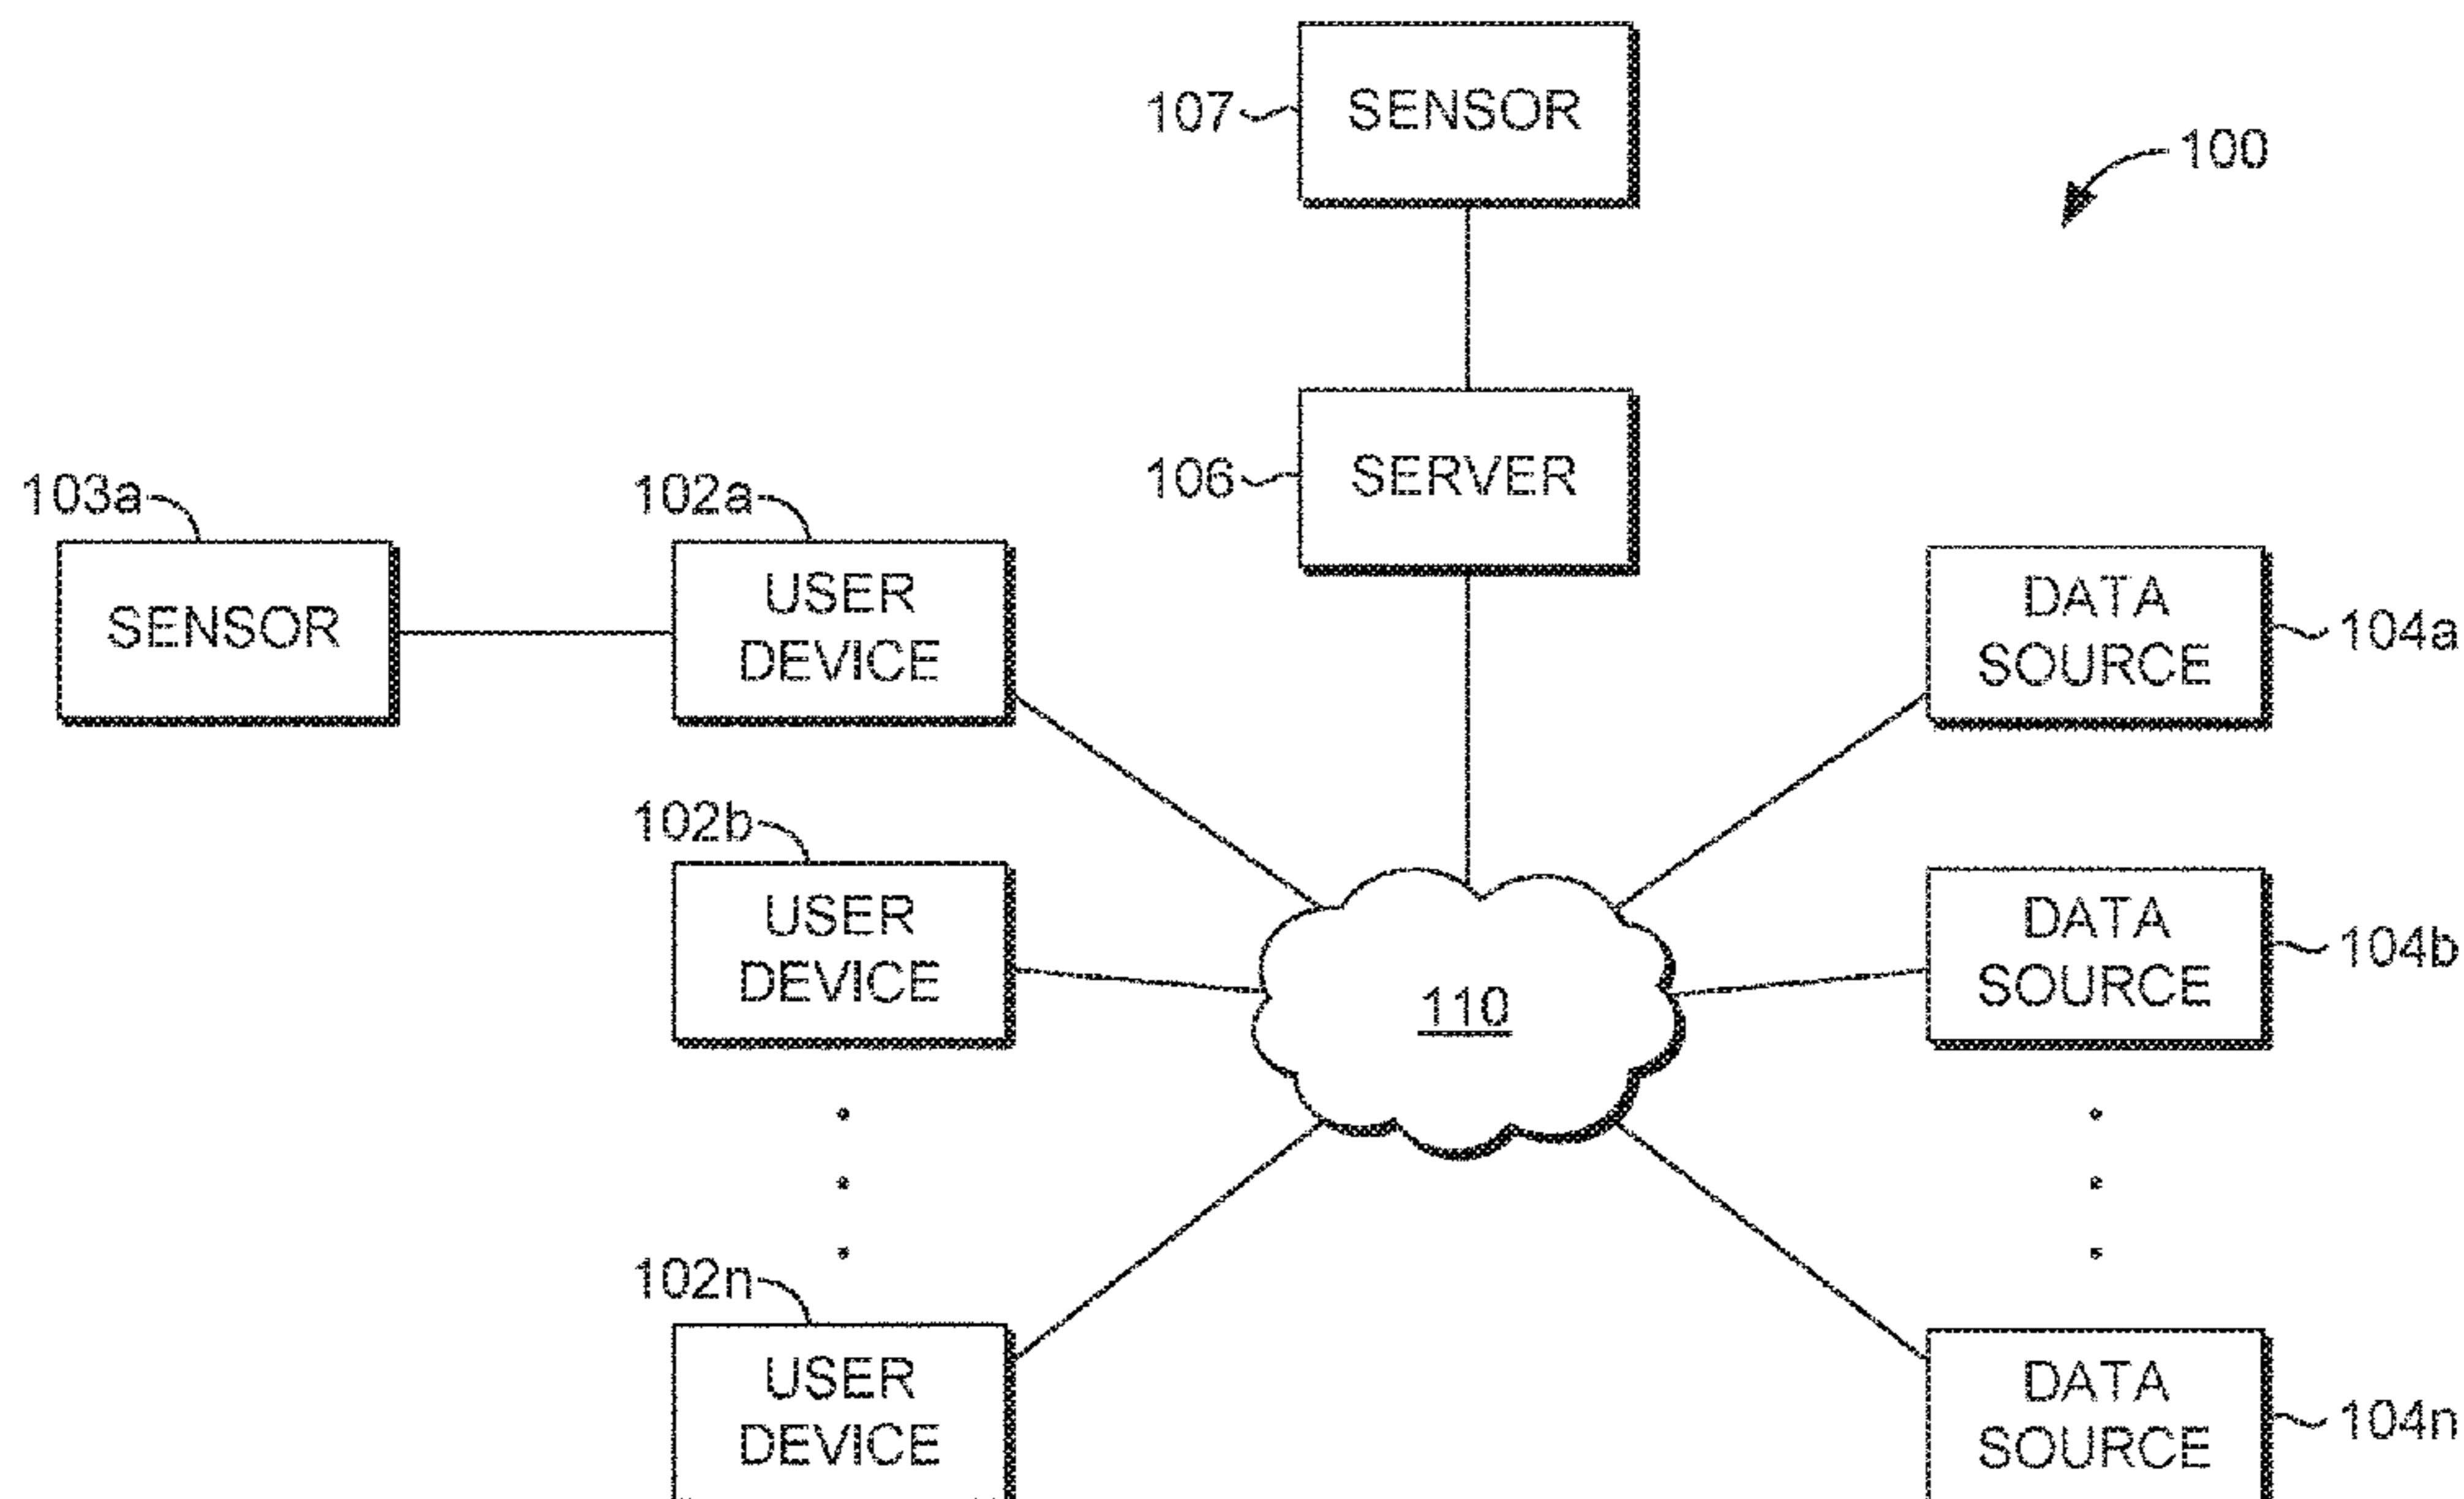 107
SENSOR
100
106
SERVER
103a
SENSOR
102a
USER
DEVICE
DATA
SOURCE
104a
102b
USER
DEVICE
110
DATA
SOURCE
104b
102n
USER
DEVICE
DATA
SOURCE
104n